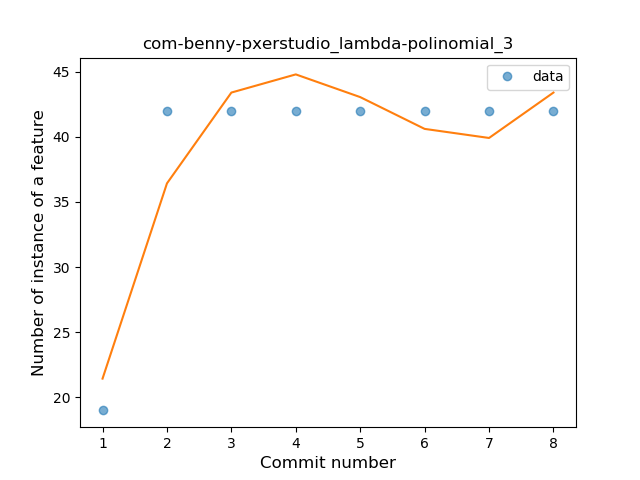 com-benny-pxerstudio_lambda-polinomial_3
data
45
40
35
30
25
20
Number of instance of a feature
1 2 3 4 5 6 7 8
Commit number